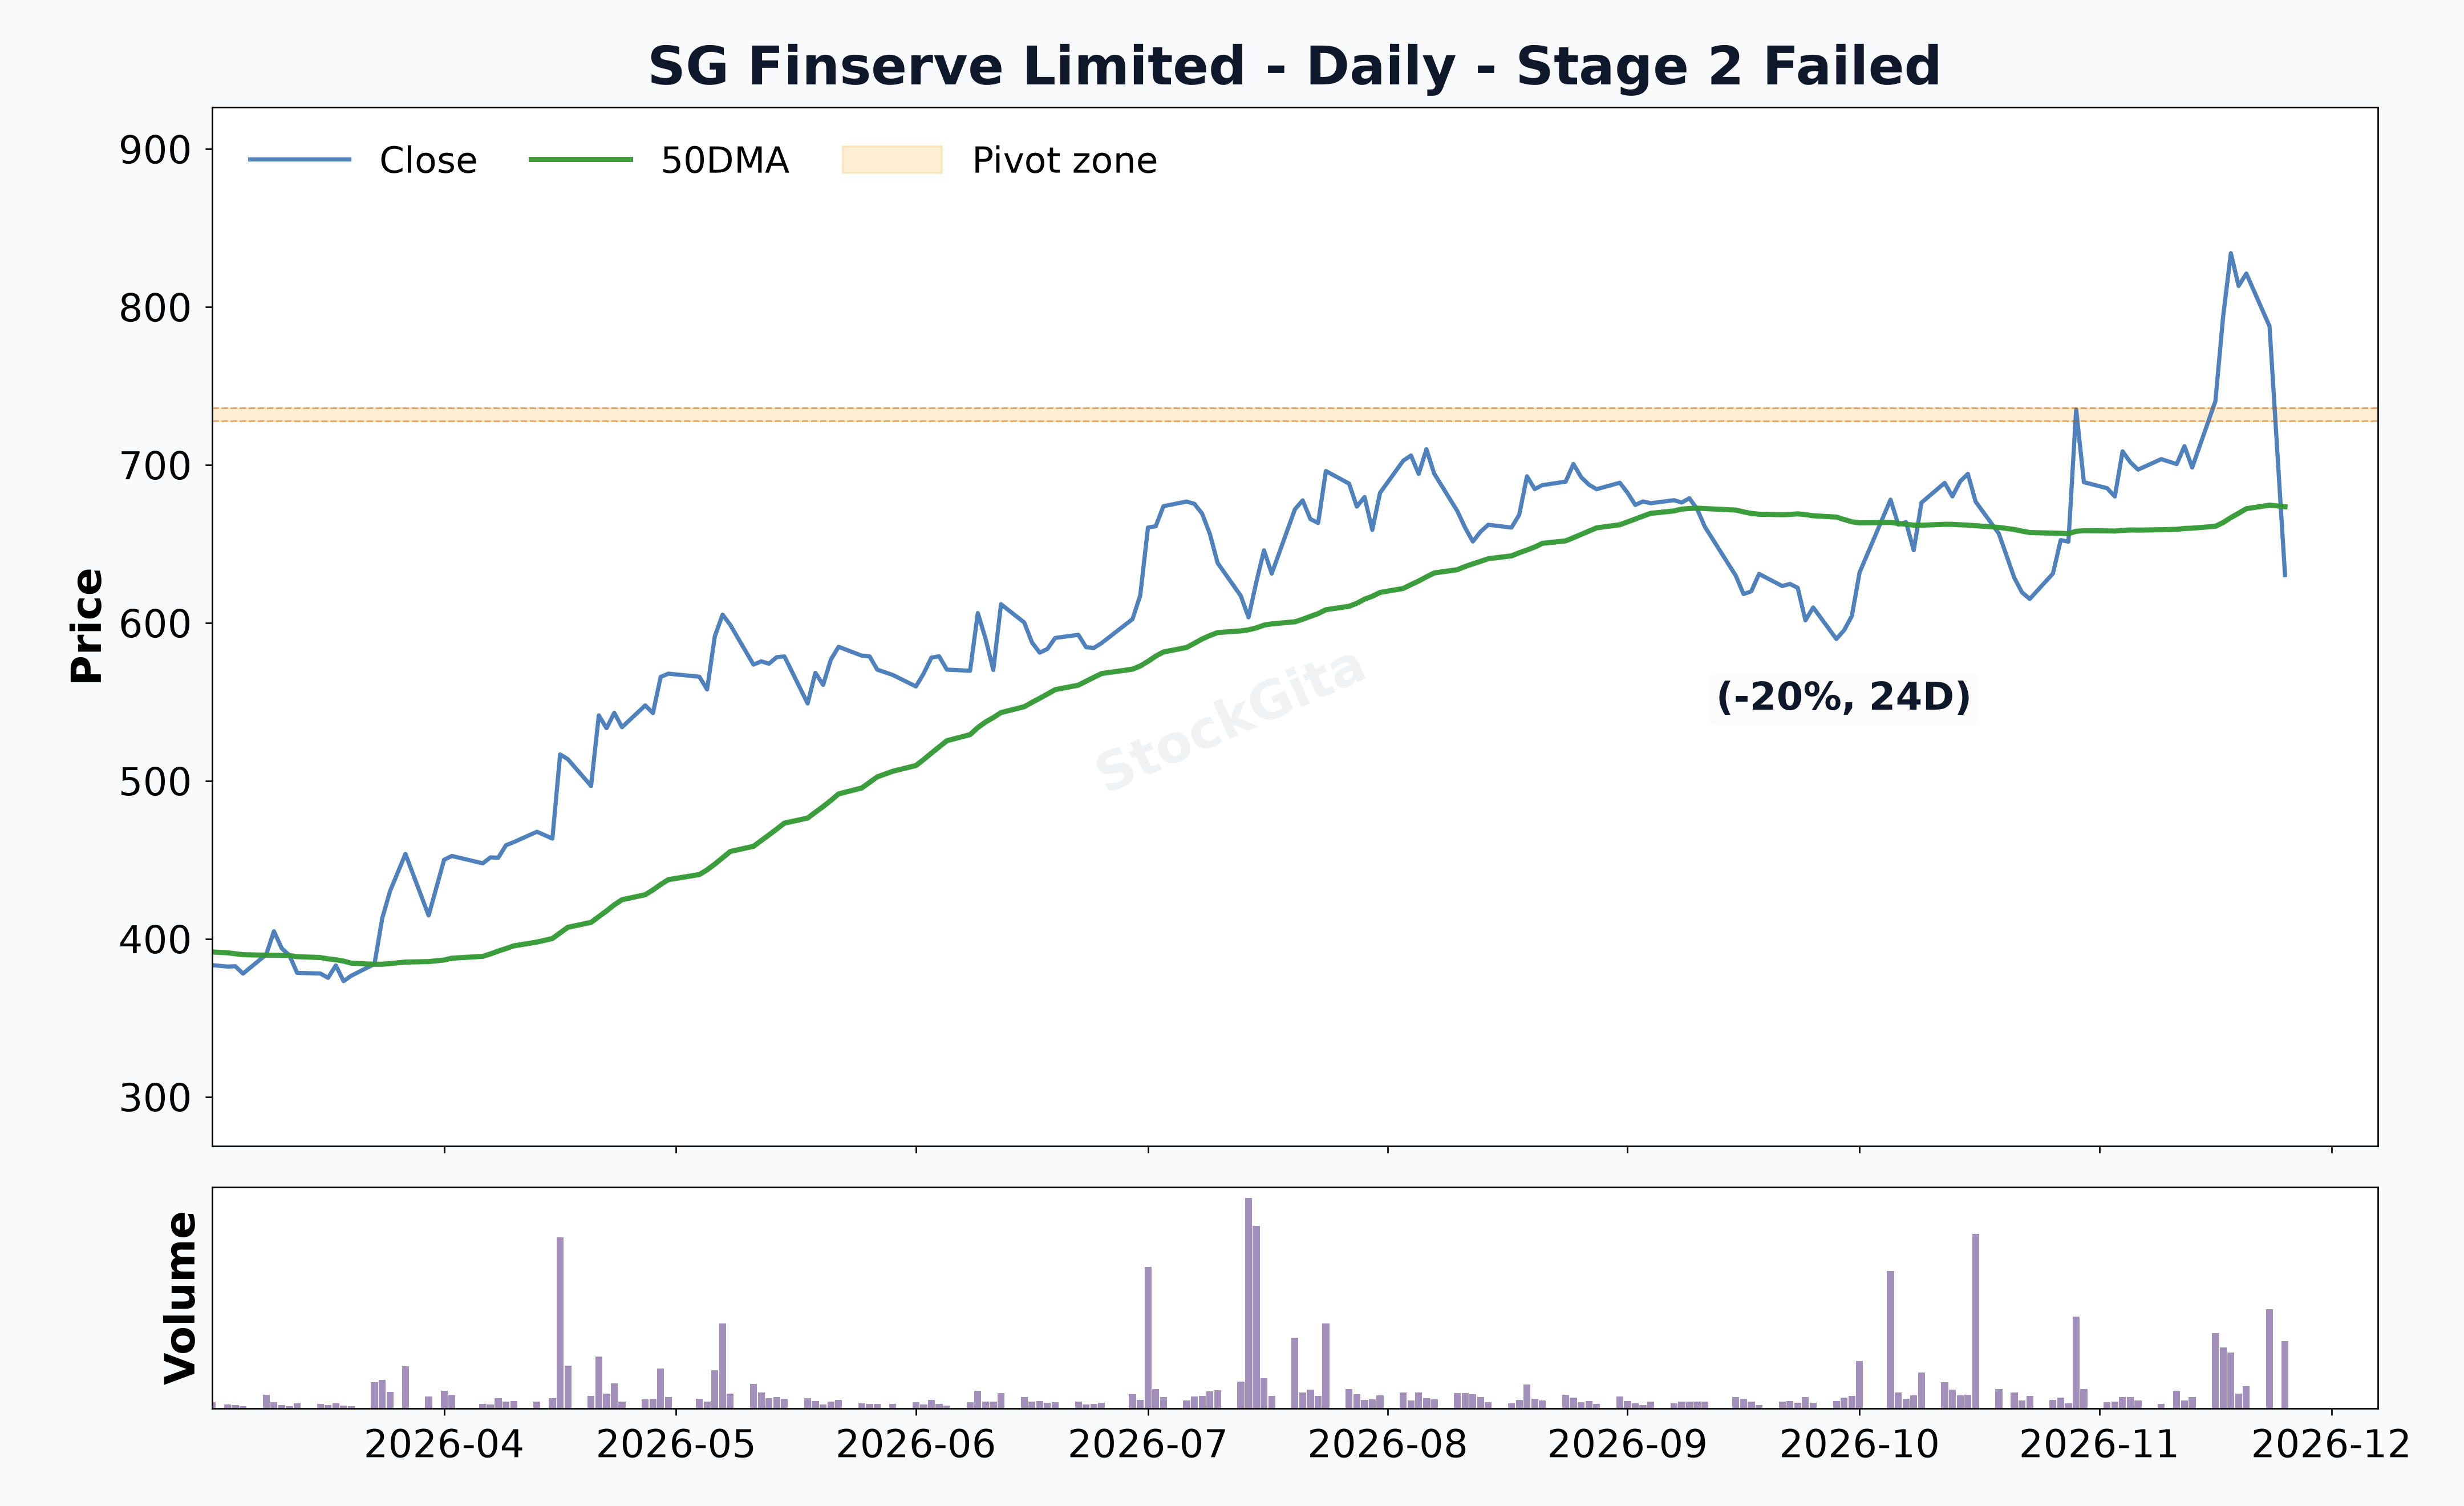 SG Finserve Limited - Daily - Stage 2 Failed
Close 50DMA Pivot zone
900
800
700
600
500
400
300
Price
(-20%, 24D)
StockGita
Volume
2026-04 2026-05 2026-06 2026-07 2026-08 2026-09 2026-10 2026-11 2026-12